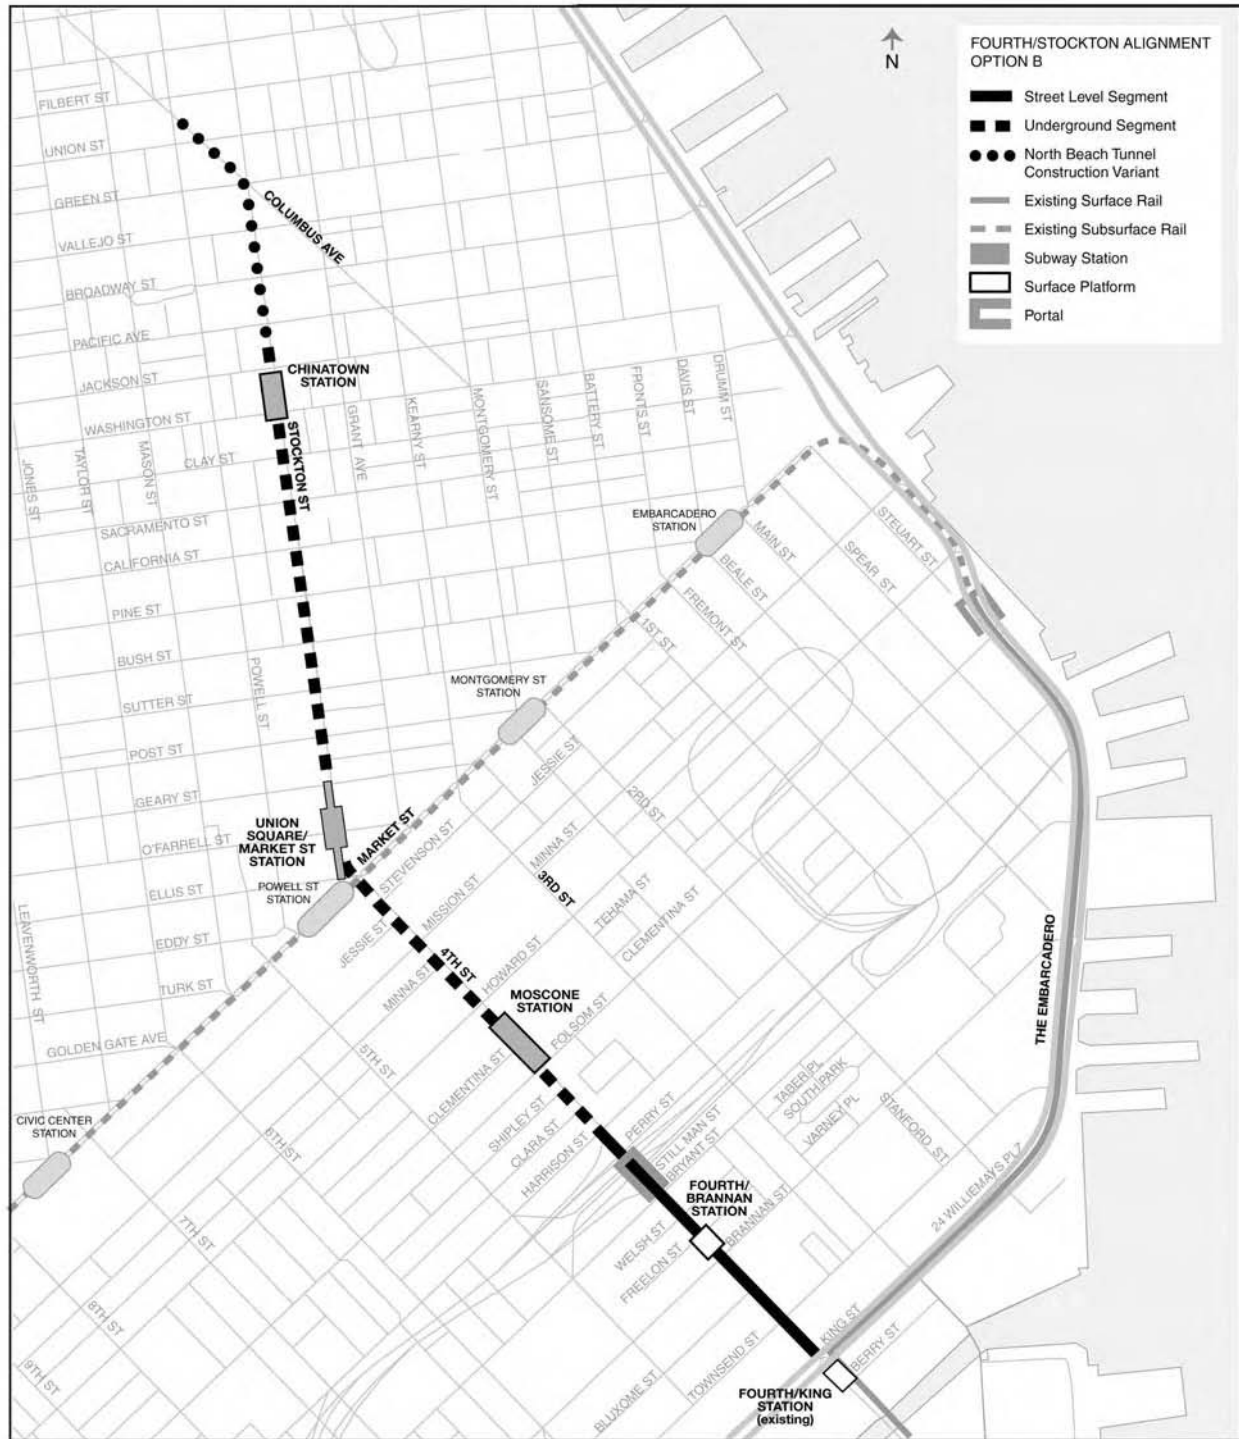 FOURTH/STOCKTON ALIGNMENT
OPTION B
Street Level Segment
Underground Segment
North Beach Tunnel
Construction Variant
Existing Surface Rail
Existing Subsurface Rail
Subway Station
Surface Platform
Portal
N
FILBERT ST
UNION ST
GREEN ST
VALLEJO ST
BROADWAY ST
PACIFIC AVE
JACKSON ST
WASHINGTON ST
CLAY ST
SACRAMENTO ST
CALIFORNIA ST
PINE ST
BUSH ST
SUTTER ST
POST ST
GEARY ST
O'FARRELL ST
ELLIS ST
EDDY ST
TURK ST
GOLDEN GATE AVE
COLUMBUS AVE
CHINATOWN
STATION
STOCKTON ST
JONES ST
TAYLOR ST
MASON ST
POWELL ST
GRANT AVE
KEARNY ST
MONTGOMERY ST
SANSOME ST
BATTERY ST
FRONTS ST
DAVIS ST
DRUMM ST
LEAVENWORTH ST
EMBARCADERO
STATION
MAIN ST
BEALE ST
FREMONT ST
1ST ST
SPEAR ST
STEUART ST
MONTGOMERY ST
STATION
UNION
SQUARE/
MARKET ST
STATION
POWELL ST
STATION
MARKET ST
STEVENSON ST
JESSIE ST
MISSION ST
MINNA ST
JESSIE ST
MINNA ST
2ND ST
3RD ST
TEHAMA ST
CLEMENTINA ST
HOWARD ST
4TH ST
MOSCONE
STATION
FOLSOM ST
CLEMENTINA ST
SHIPLEY ST
CLARA ST
HARRISON ST
PERRY ST
STILL MAN ST
BRYANT ST
5TH ST
6TH ST
7TH ST
8TH ST
9TH ST
CIVIC CENTER
STATION
TABER PL
SOUTH PARK
VARNEY PL
STANFORD ST
THE EMBARCADERO
24 WILLIEMAYS PLZ
FOURTH/
BRANNAN
STATION
BRANNAN ST
WELSH ST
FREELON ST
BLUXOME ST
TOWNSEND ST
KING ST
BERRY ST
FOURTH/KING
STATION
(existing)